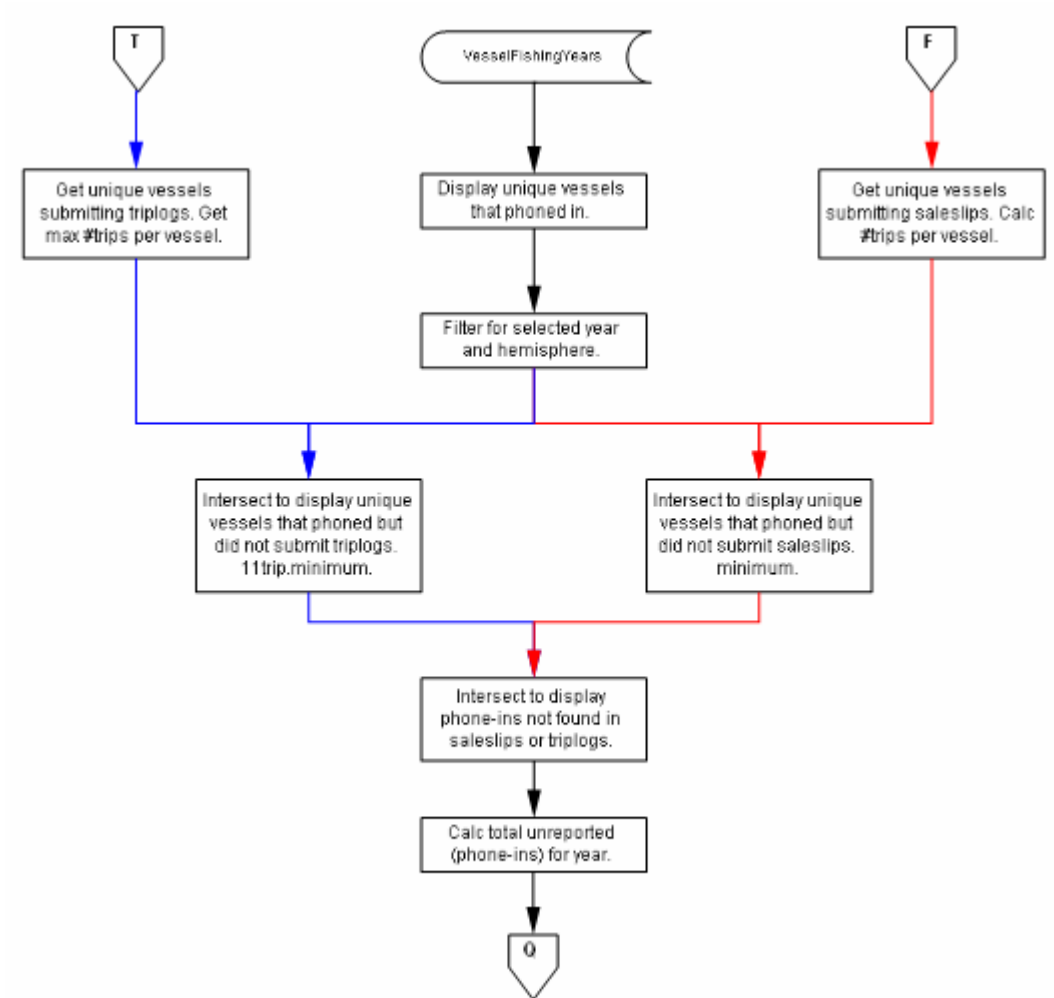 T
VesselFishingYears
F
Get unique vessels
submitting triplogs. Get
max #trips per vessel.
Display unique vessels
that phoned in.
Get unique vessels
submitting saleslips. Calc
#trips per vessel.
Filter for selected year
and hemisphere.
Intersect to display unique
vessels that phoned but
did not submit triplogs.
11trip.minimum.
Intersect to display unique
vessels that phoned but
did not submit saleslips.
minimum.
Intersect to display
phone-ins not found in
saleslips or triplogs.
Calc total unreported
(phone-ins) for year.
Q